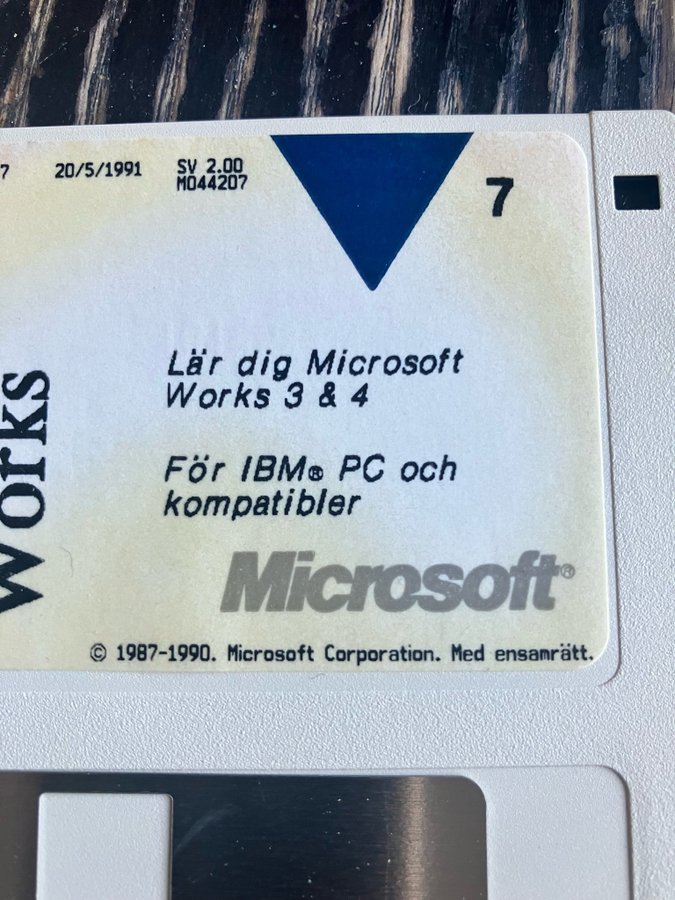 7 20/5/1991 SV 2.00
M044207
7
Works
Lär dig Microsoft
Works 3 & 4
För IBM® PC och
kompatibler
Microsoft®
© 1987-1990. Microsoft Corporation. Med ensamrätt.